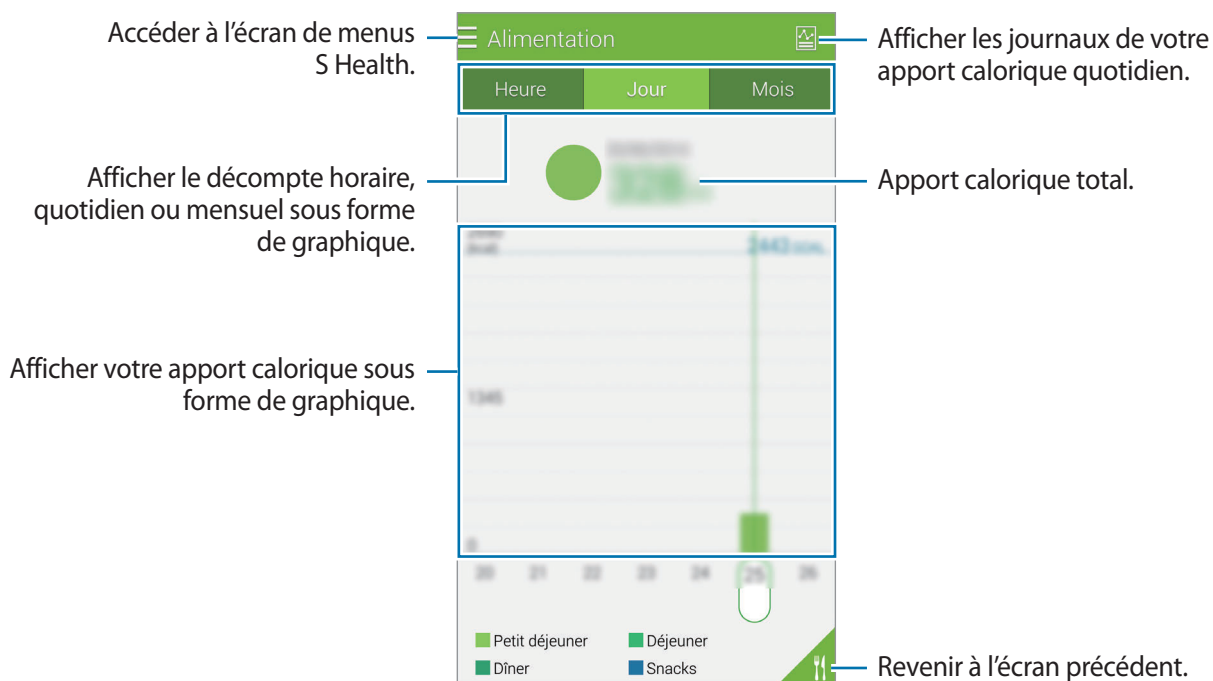 Accéder à l'écran de menus
S Health.
Alimentation
Afficher les journaux de votre
apport calorique quotidien.
Heure Jour Mois
Afficher le décompte horaire,
quotidien ou mensuel sous forme
de graphique.
328
Apport calorique total.
2443 GOAL
Afficher votre apport calorique sous
forme de graphique.
1345
0
20 21 22 23 24 25 26
Petit déjeuner Déjeuner
Dîner Snacks
Revenir à l'écran précédent.